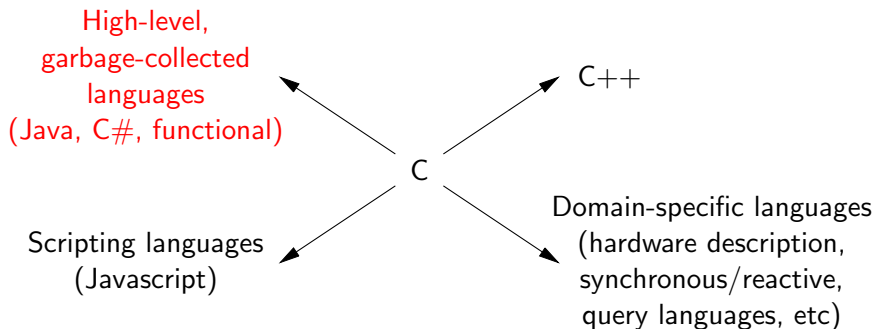 High-level,
garbage-collected
languages
(Java, C#, functional)
C++
C
Scripting languages
(Javascript)
Domain-specific languages
(hardware description,
synchronous/reactive,
query languages, etc)